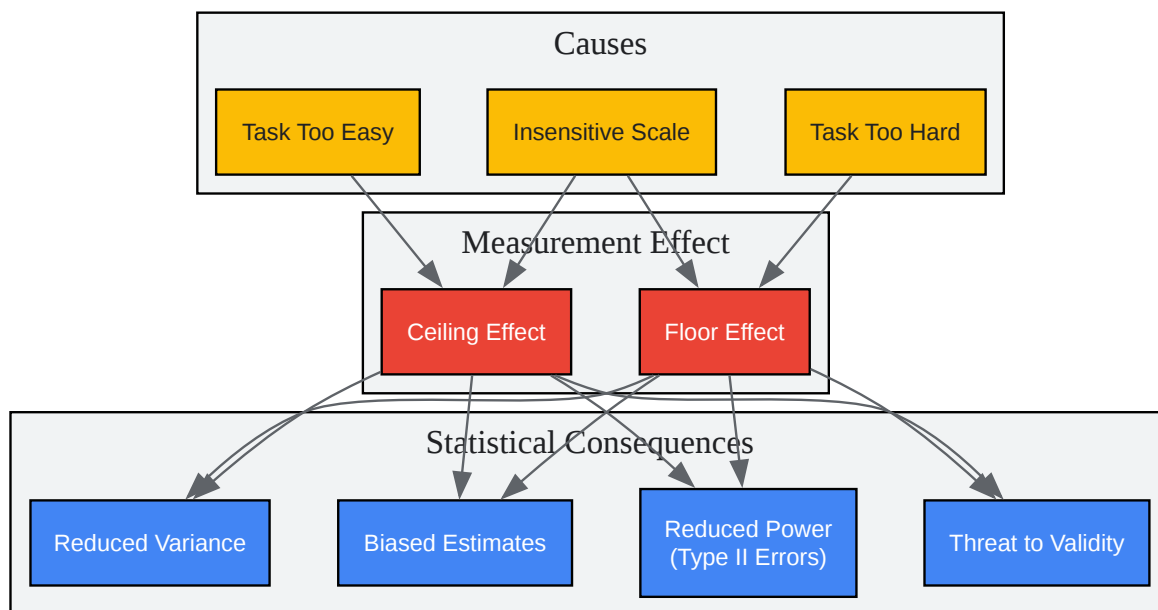 Causes
Task Too Easy
Insensitive Scale
Task Too Hard
Measurement Effect
Ceiling Effect
Floor Effect
Statistical Consequences
Reduced Variance
Biased Estimates
Reduced Power
(Type II Errors)
Threat to Validity